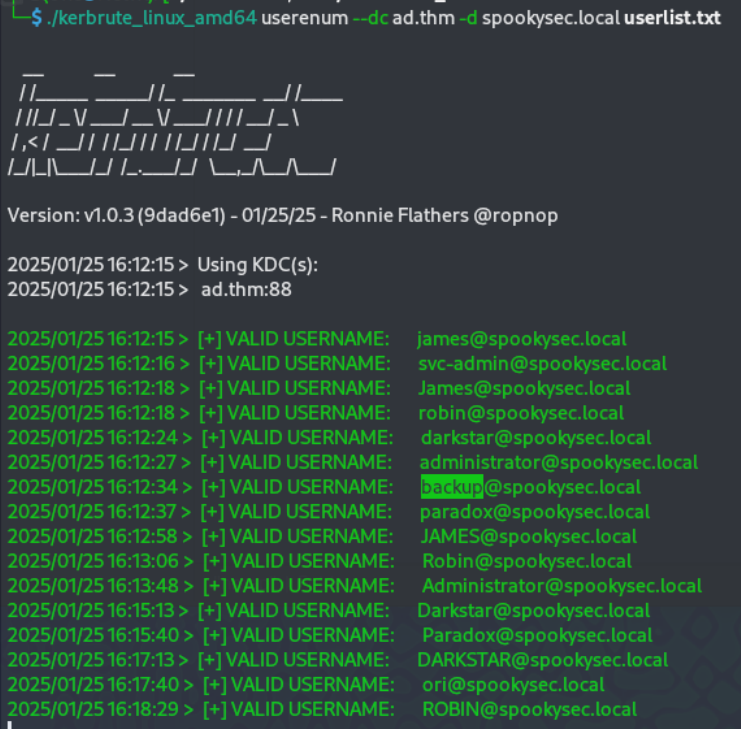 └─$ ./kerbrute_linux_amd64 userenum --dc ad.thm -d spookysec.local userlist.txt
Version: v1.0.3 (9dad6e1) - 01/25/25 - Ronnie Flathers @ropnop
2025/01/25 16:12:15 > Using KDC(s):
2025/01/25 16:12:15 > ad.thm:88
2025/01/25 16:12:15 > [+] VALID USERNAME: james@spookysec.local
2025/01/25 16:12:16 > [+] VALID USERNAME: svc-admin@spookysec.local
2025/01/25 16:12:18 > [+] VALID USERNAME: James@spookysec.local
2025/01/25 16:12:18 > [+] VALID USERNAME: robin@spookysec.local
2025/01/25 16:12:24 > [+] VALID USERNAME: darkstar@spookysec.local
2025/01/25 16:12:27 > [+] VALID USERNAME: administrator@spookysec.local
2025/01/25 16:12:34 > [+] VALID USERNAME: backup@spookysec.local
2025/01/25 16:12:37 > [+] VALID USERNAME: paradox@spookysec.local
2025/01/25 16:12:58 > [+] VALID USERNAME: JAMES@spookysec.local
2025/01/25 16:13:06 > [+] VALID USERNAME: Robin@spookysec.local
2025/01/25 16:13:48 > [+] VALID USERNAME: Administrator@spookysec.local
2025/01/25 16:15:13 > [+] VALID USERNAME: Darkstar@spookysec.local
2025/01/25 16:15:40 > [+] VALID USERNAME: Paradox@spookysec.local
2025/01/25 16:17:13 > [+] VALID USERNAME: DARKSTAR@spookysec.local
2025/01/25 16:17:40 > [+] VALID USERNAME: ori@spookysec.local
2025/01/25 16:18:29 > [+] VALID USERNAME: ROBIN@spookysec.local